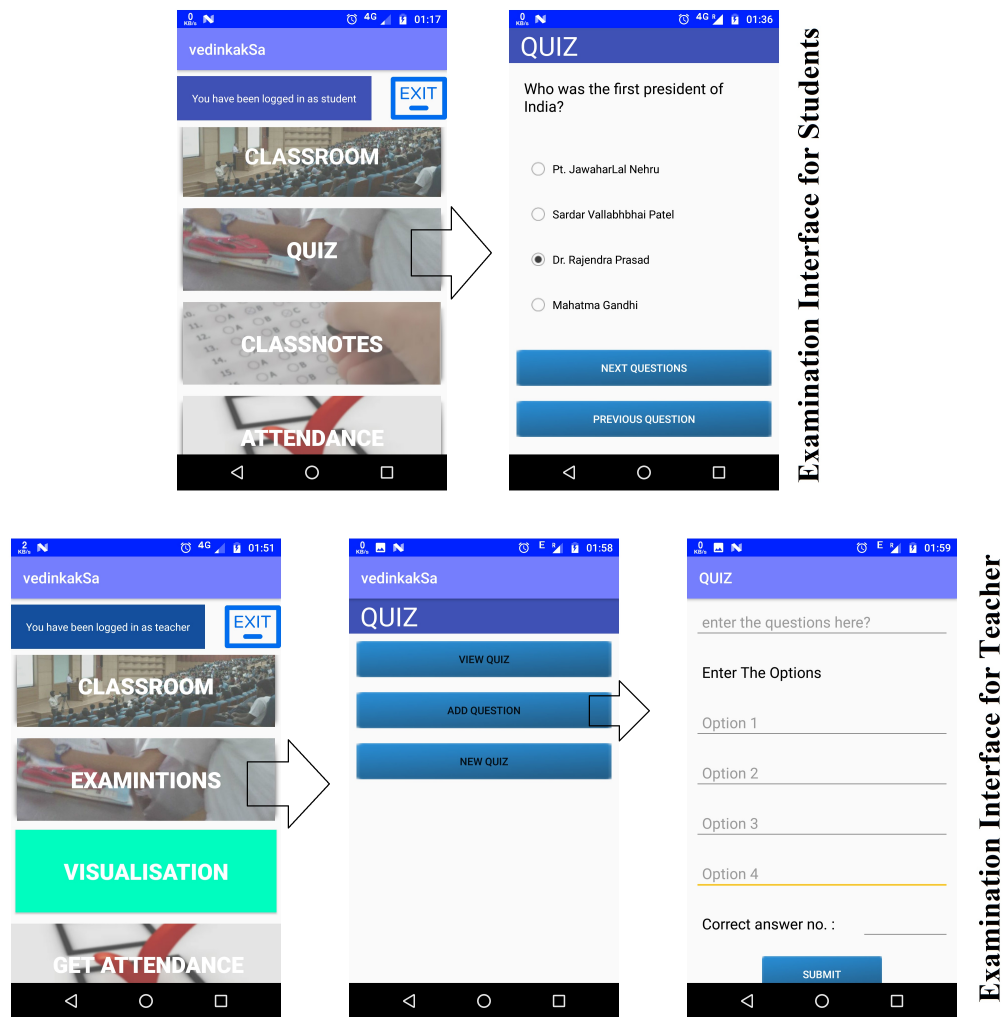 0 KB/s 4G 01:17
vedinkakSa
You have been logged in as student
EXIT
CLASSROOM
QUIZ
CLASSNOTES
ATTENDANCE
0 KB/s 4G R 01:36
QUIZ
Who was the first president of
India?
Pt. JawaharLal Nehru
Sardar Vallabhbhai Patel
Dr. Rajendra Prasad
Mahatma Gandhi
NEXT QUESTIONS
PREVIOUS QUESTION
Examination Interface for Students
2 KB/s 4G 01:51
vedinkakSa
You have been logged in as teacher
EXIT
CLASSROOM
EXAMINTIONS
VISUALISATION
GET ATTENDANCE
0 KB/s E R 01:58
vedinkakSa
QUIZ
VIEW QUIZ
ADD QUESTION
NEW QUIZ
0 KB/s E R 01:59
QUIZ
enter the questions here?
Enter The Options
Option 1
Option 2
Option 3
Option 4
Correct answer no. :
SUBMIT
Examination Interface for Teacher